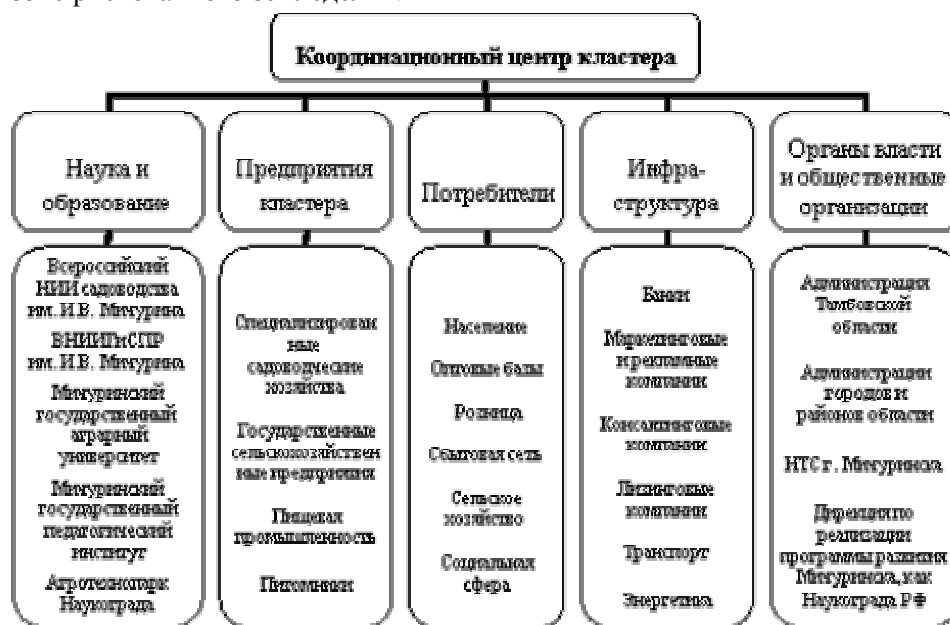 Координационный центр кластера
Наука и
образование
Предприятия
кластера
Потребители
Инфра-
структура
Органы власти
и общественные
организации
Всероссийский
НИИ садоводства
им. И.В. Мичурина
ВНИИГиСПР
им. И.В. Мичурина
Мичуринский
государственный
аграрный
университет
Мичуринский
государственный
педагогический
институт
Агротехнопарк
Наукограда
Специализирован
ные
садоводческие
хозяйства
Государственные
сельскохозяйствен
ные предприятия
Пищевая
промышленность
Питомники
Население
Оптовые базы
Розница
Сбытовая сеть
Сельское
хозяйство
Социальная
сфера
Банки
Маркетинговые
и рекламные
компании
Консалтинговые
компании
Лизинговые
компании
Транспорт
Энергетика
Администрация
Тамбовской
области
Администрации
городов и
районов области
НТС г. Мичуринска
Дирекция по
реализации
программы развития
Мичуринска, как
Наукограда РФ